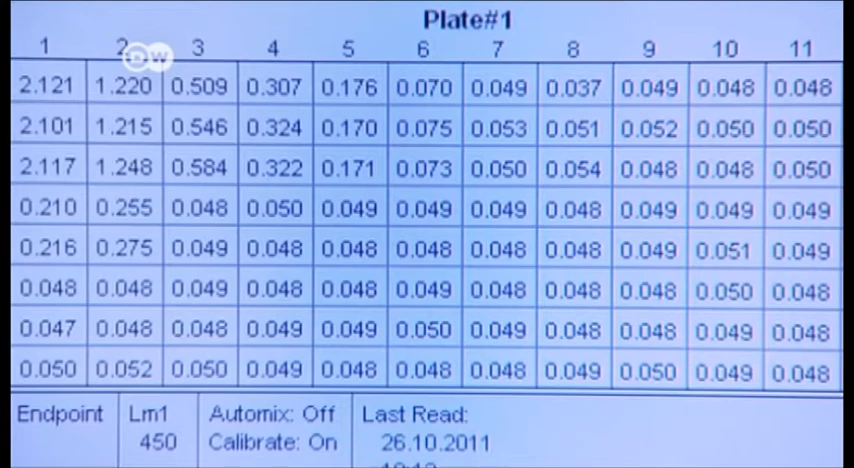 Plate#1
1 2 3 4 5 6 7 8 9 10 11
DW
2.121 1.220 0.509 0.307 0.176 0.070 0.049 0.037 0.049 0.048 0.048
2.101 1.215 0.546 0.324 0.170 0.075 0.053 0.051 0.052 0.050 0.050
2.117 1.248 0.584 0.322 0.171 0.073 0.050 0.054 0.048 0.048 0.050
0.210 0.255 0.048 0.050 0.049 0.049 0.049 0.048 0.049 0.049 0.049
0.216 0.275 0.049 0.048 0.048 0.048 0.048 0.048 0.049 0.051 0.049
0.048 0.048 0.049 0.048 0.048 0.049 0.048 0.048 0.048 0.050 0.048
0.047 0.048 0.048 0.049 0.049 0.050 0.049 0.048 0.048 0.049 0.048
0.050 0.052 0.050 0.049 0.048 0.048 0.048 0.049 0.050 0.049 0.048
Endpoint Lm1 Automix: Off Last Read:
450 Calibrate: On 26.10.2011